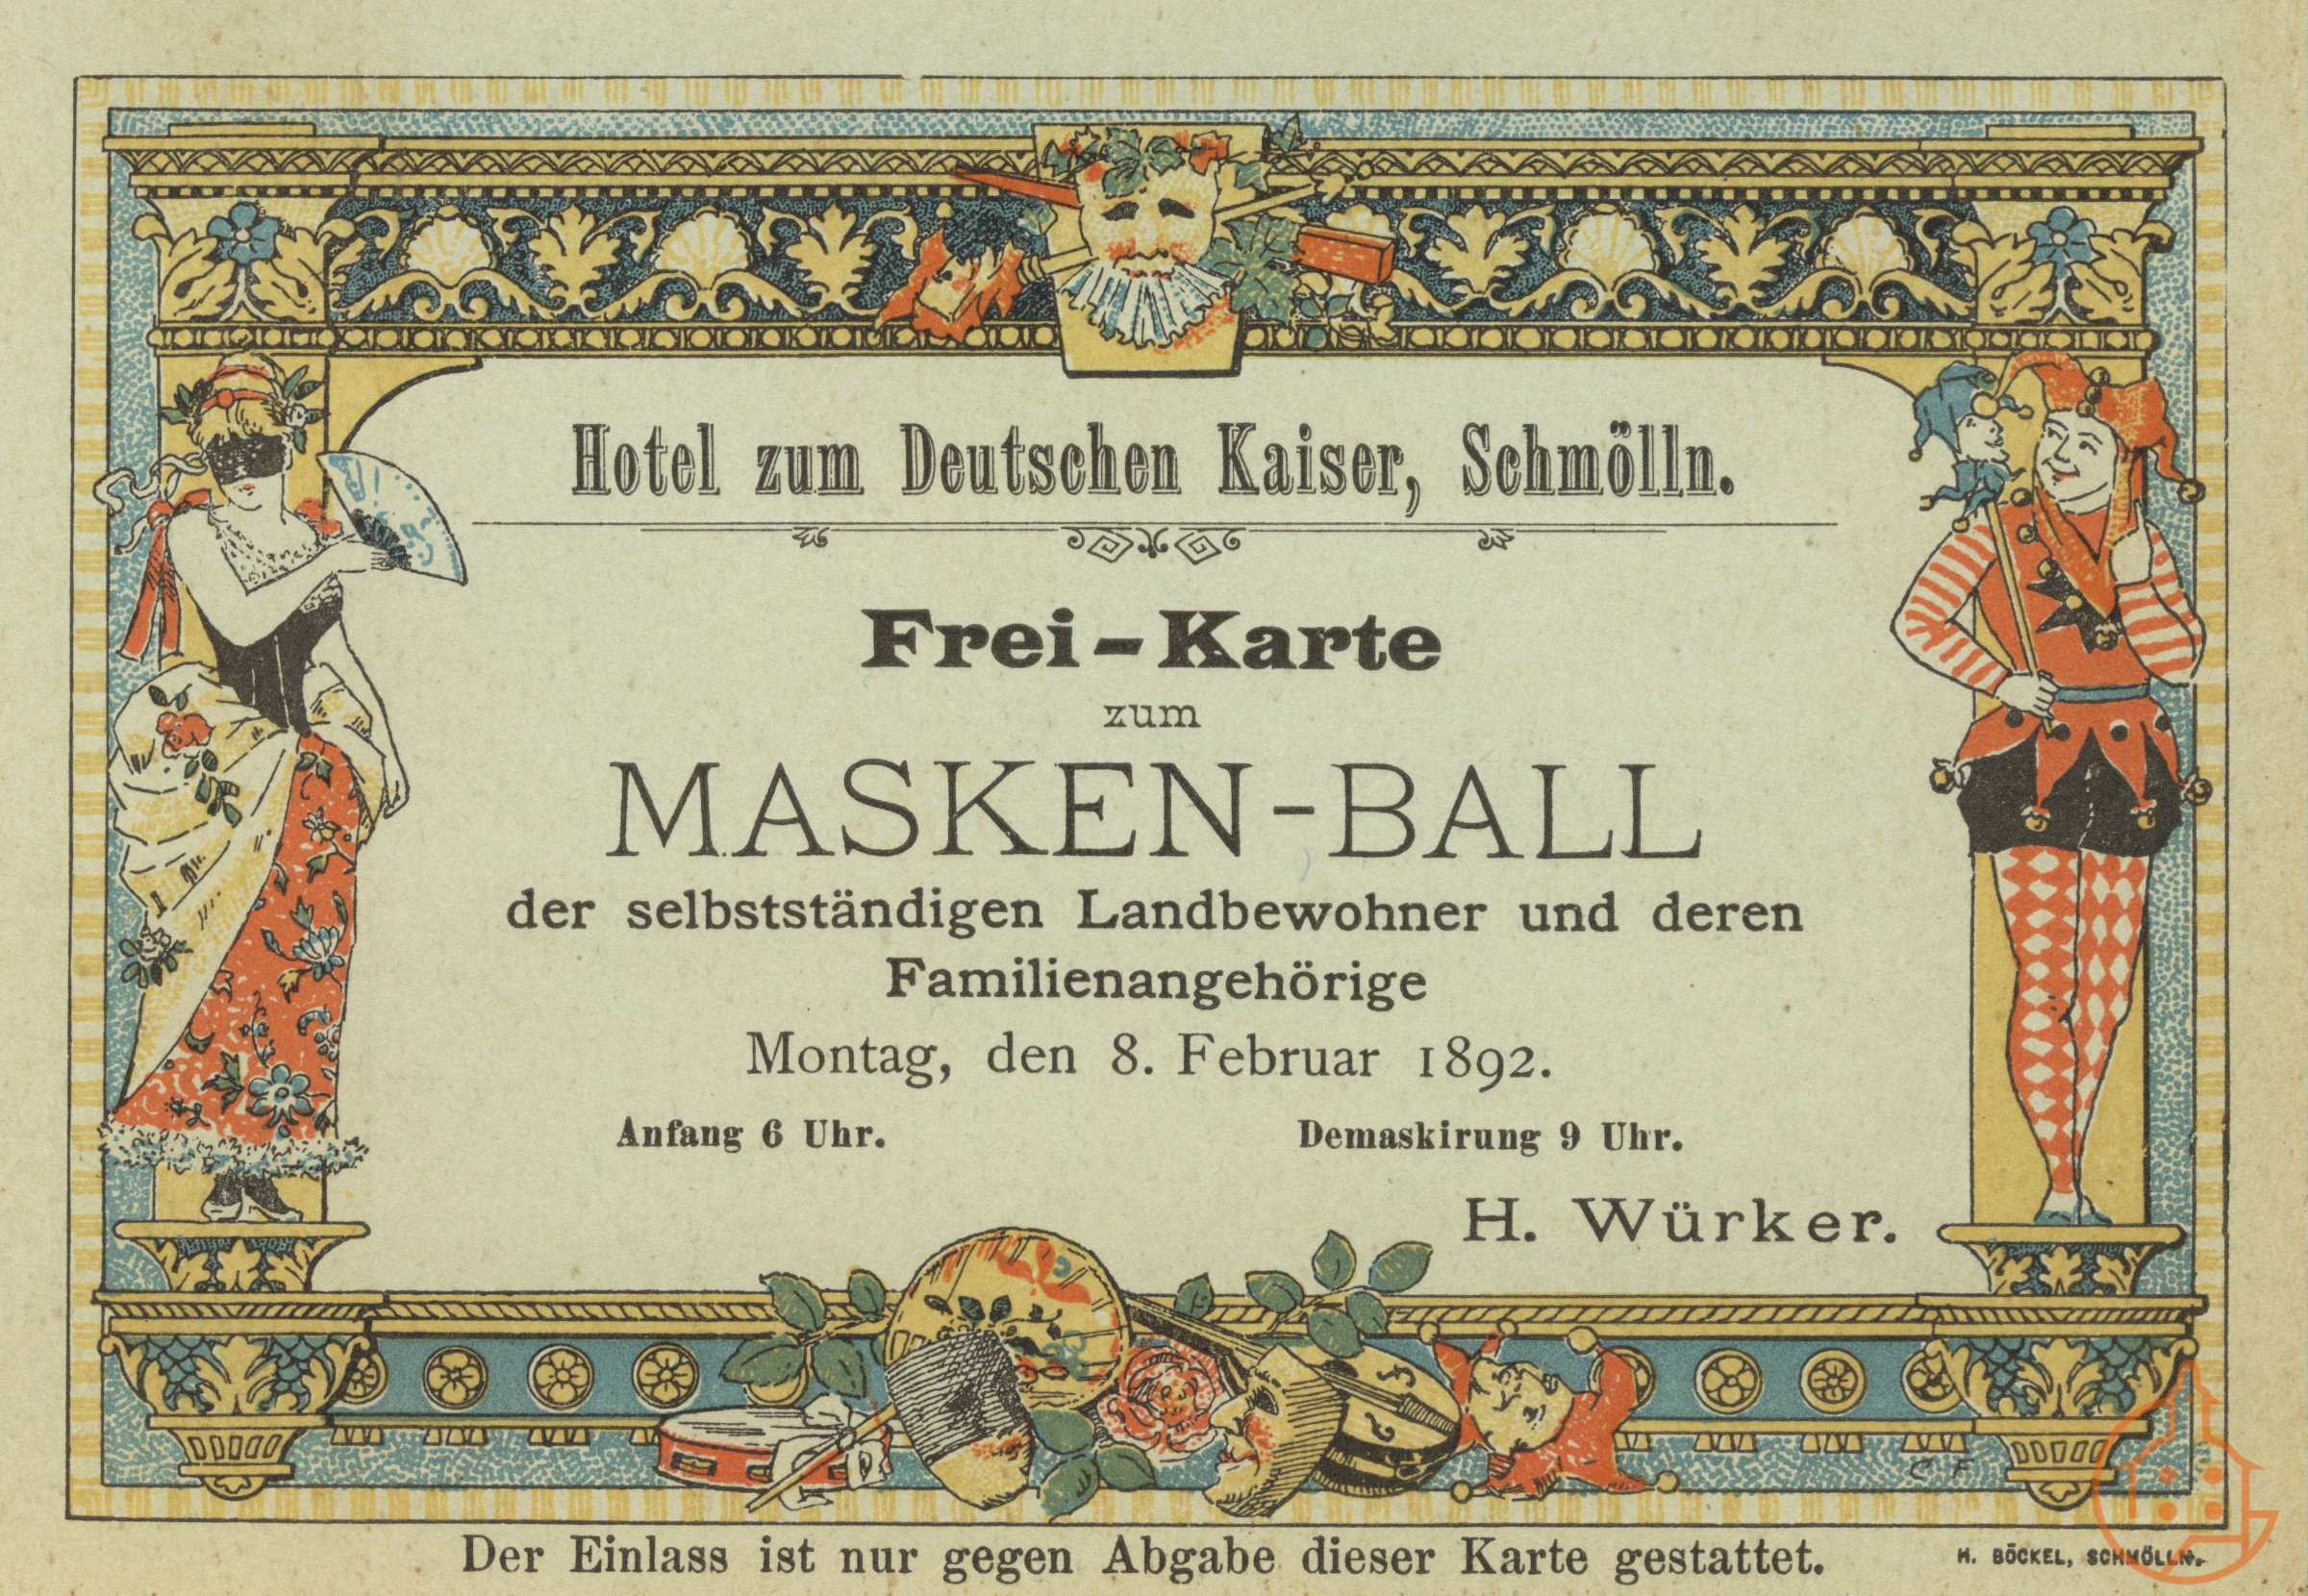 Hotel zum Deutschen Kaiser, Schmölln.
Frei-Karte
zum
MASKEN-BALL
der selbstständigen Landbewohner und deren
Familienangehörige
Montag, den 8. Februar 1892.
Anfang 6 Uhr. Demaskirung 9 Uhr.
H. Würker.
C F
Der Einlass ist nur gegen Abgabe dieser Karte gestattet. H. BÖCKEL, SCHMÖLLN.